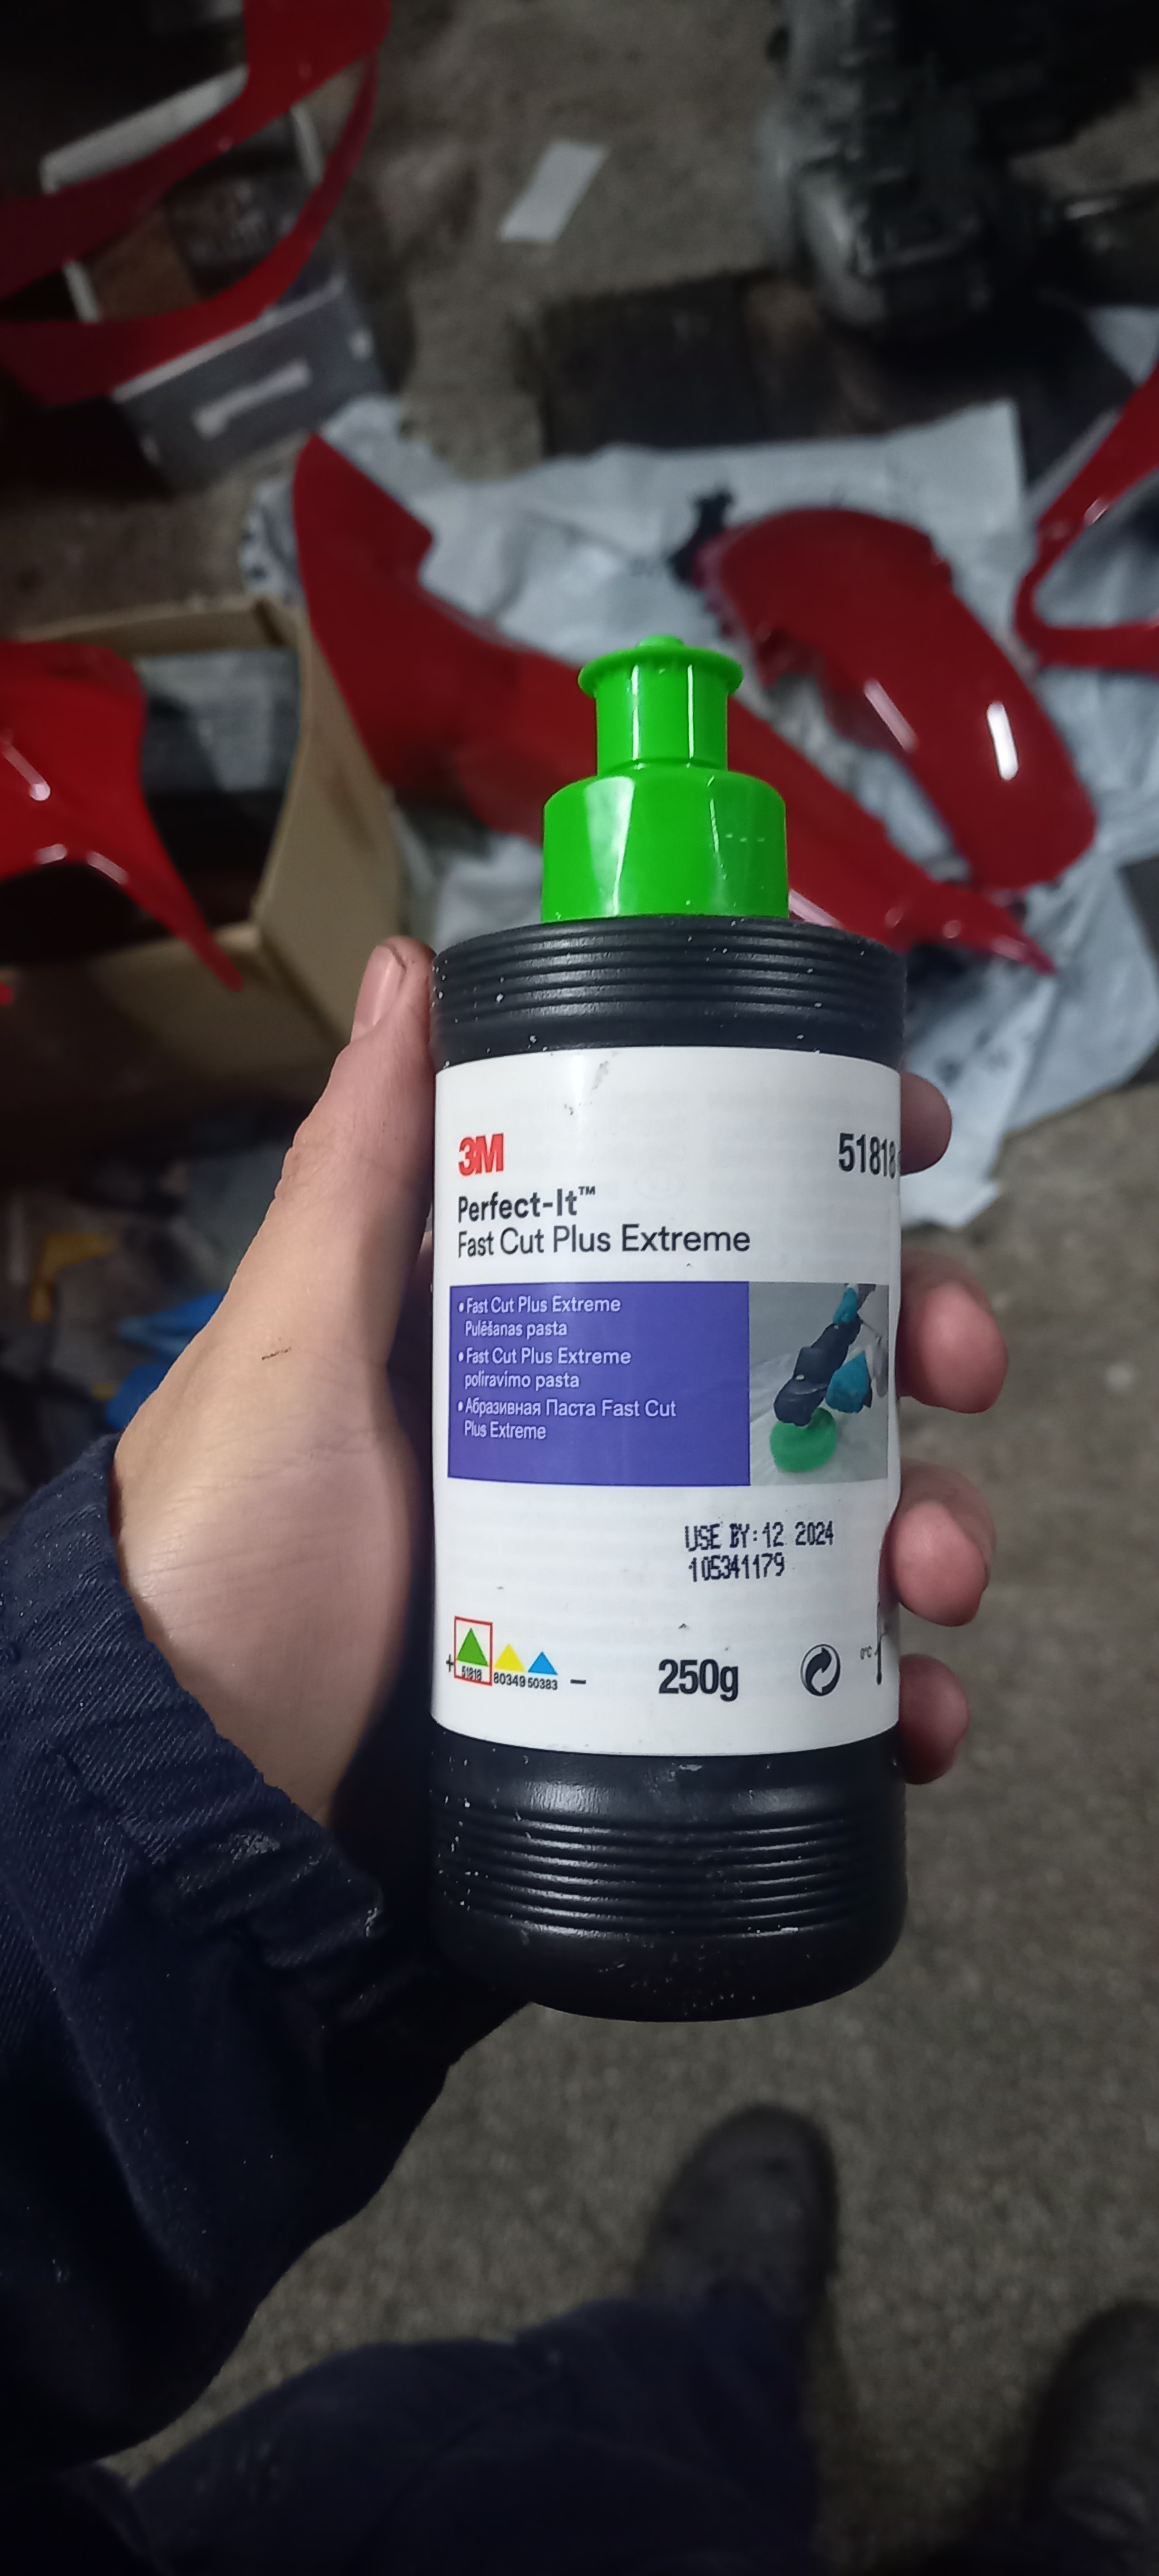 3M
51818
Perfect-It™
Fast Cut Plus Extreme
• Fast Cut Plus Extreme
Pulēšanas pasta
• Fast Cut Plus Extreme
poliravimo pasta
• Абразивная Паста Fast Cut
Plus Extreme
USE BY:12 2024
105341179
+ 51818 80349 50383 −
250g
0°C